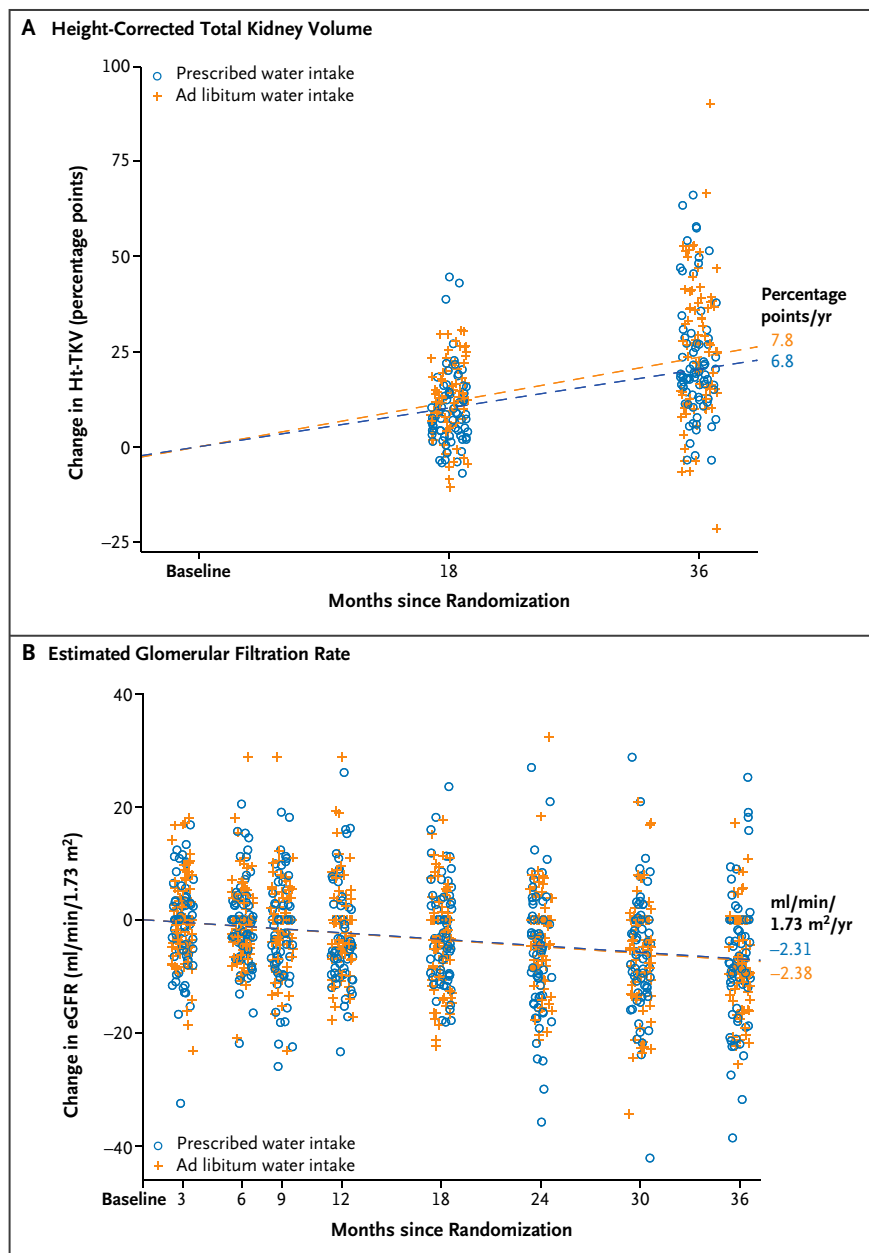 A Height-Corrected Total Kidney Volume
Prescribed water intake
Ad libitum water intake
Change in Ht-TKV (percentage points)
100
75
50
25
0
−25
Percentage
points/yr
7.8
6.8
Baseline
18
36
Months since Randomization
B Estimated Glomerular Filtration Rate
Change in eGFR (ml/min/1.73 m²)
40
20
0
−20
−40
ml/min/
1.73 m²/yr
−2.31
−2.38
Prescribed water intake
Ad libitum water intake
Baseline 3 6 9 12 18 24 30 36
Months since Randomization